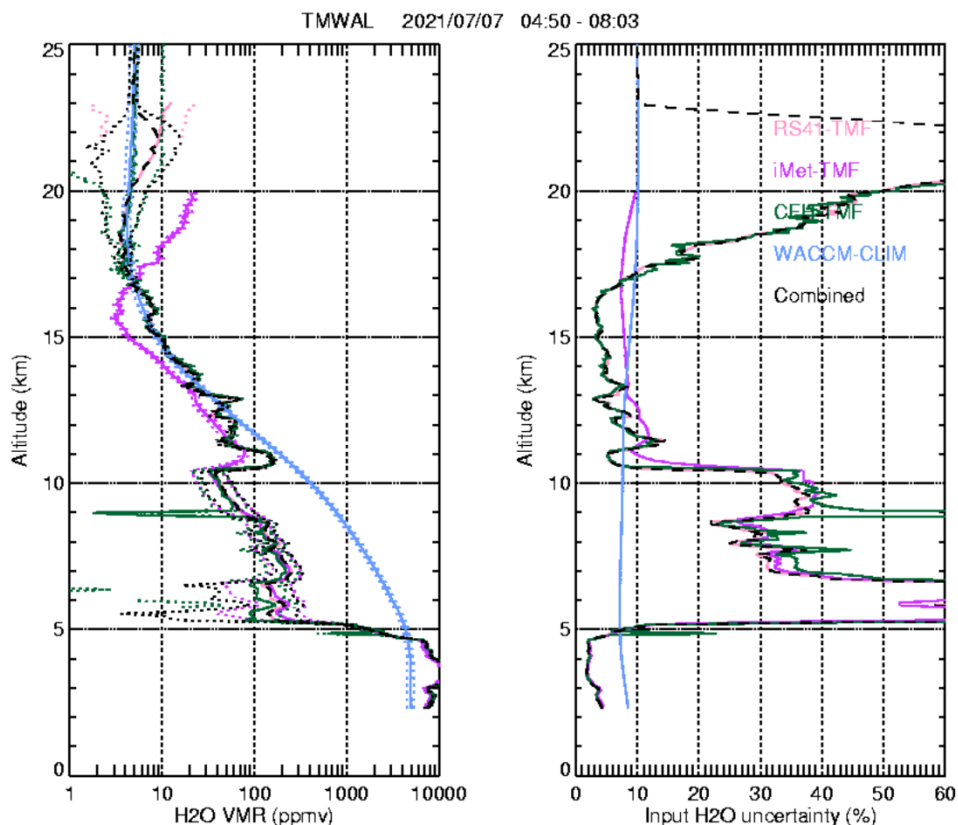 TMWAL 2021/07/07 04:50 - 08:03
25
20
15
10
5
0
Altitude (km)
1 10 100 1000 10000
H2O VMR (ppmv)
25
20
15
10
5
0
Altitude (km)
RS41-TMF
iMet-TMF
CFH-TMF
WACCM-CLIM
Combined
0 10 20 30 40 50 60
Input H2O uncertainty (%)